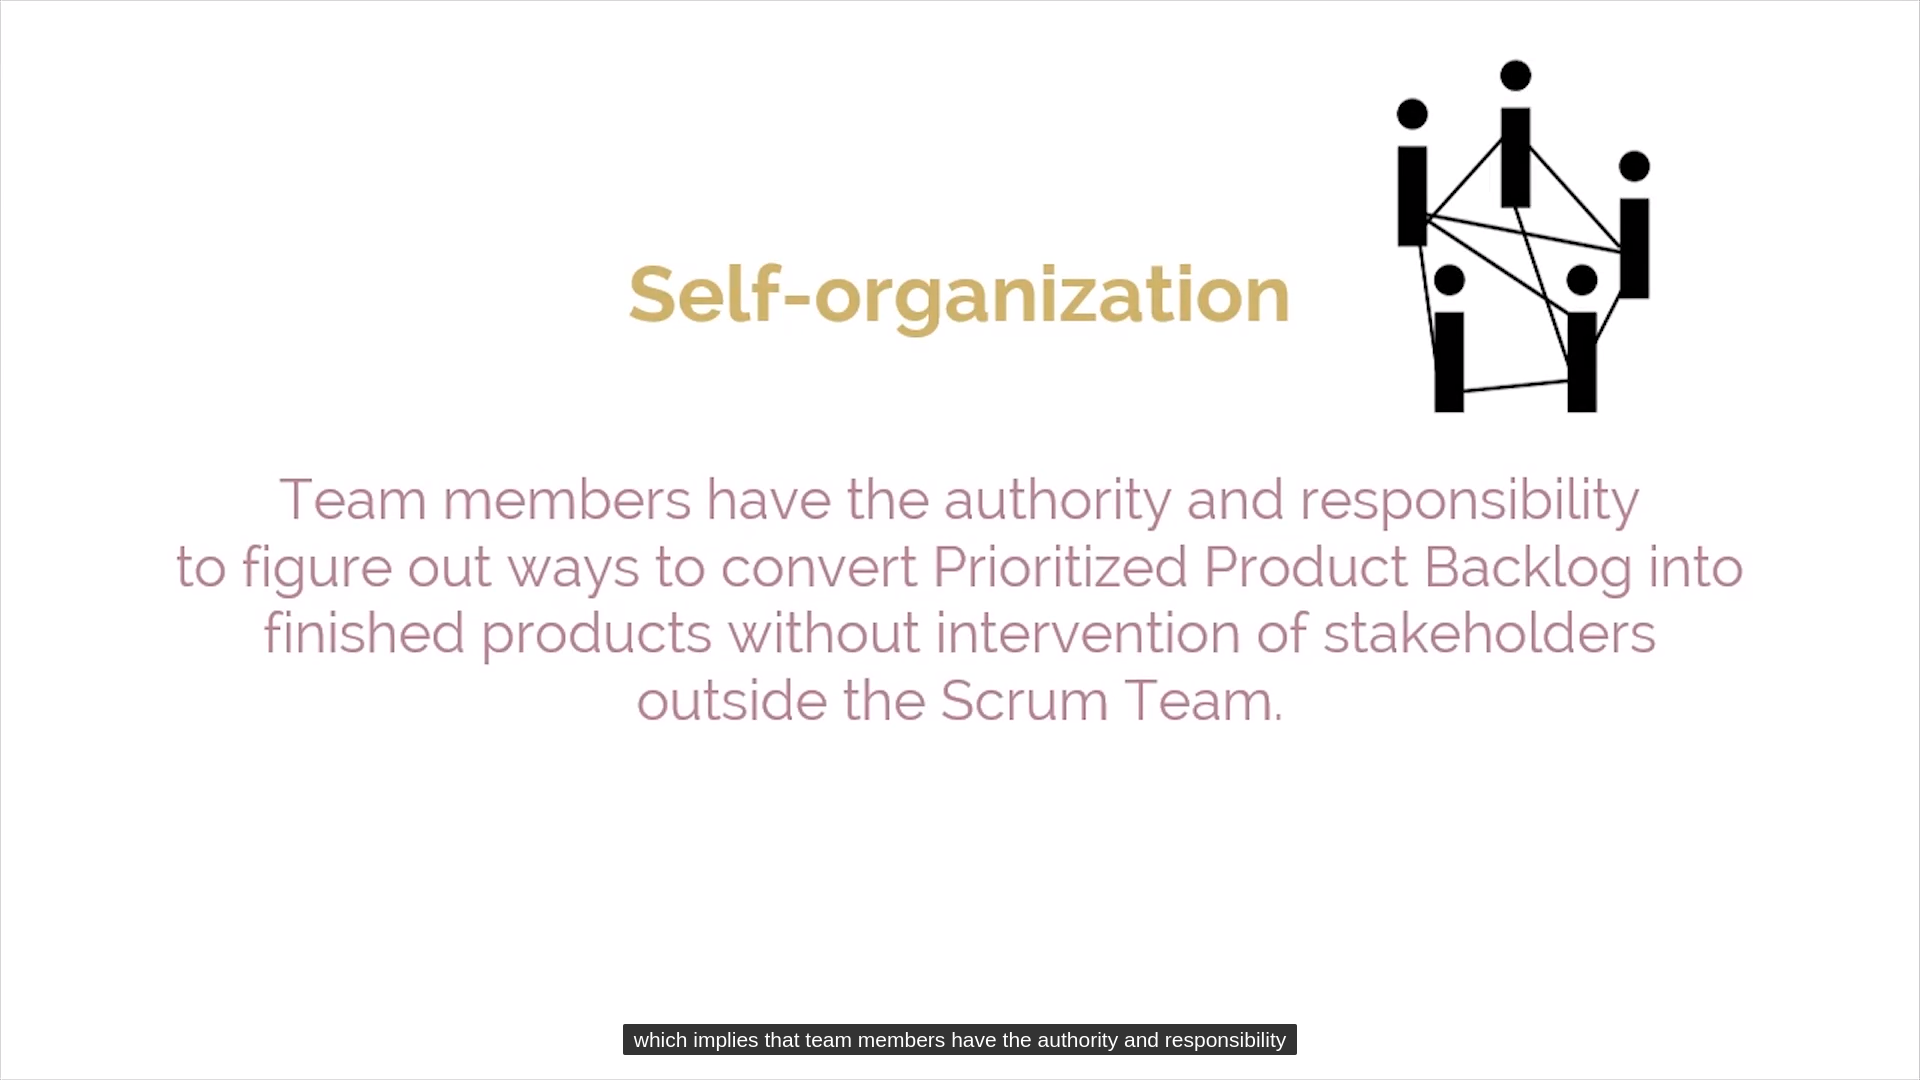 Self-organization
Team members have the authority and responsibility
to figure out ways to convert Prioritized Product Backlog into
finished products without intervention of stakeholders
outside the Scrum Team.
which implies that team members have the authority and responsibility